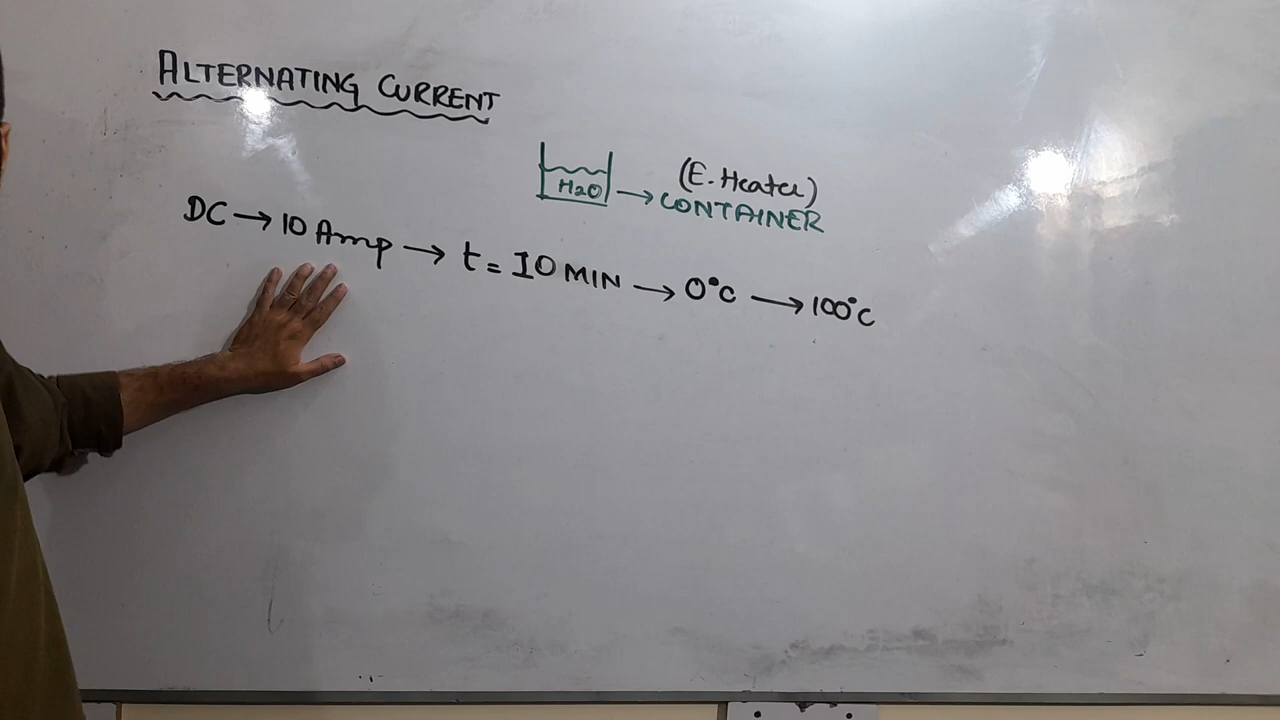 ALTERNATING CURRENT
(E.Heater)
H2O → CONTAINER
DC → 10 Amp → t = 10 MIN → 0°C → 100°C